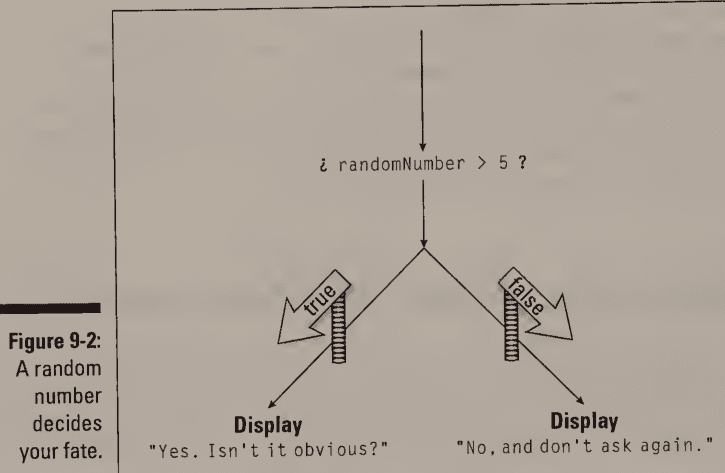 ¿ randomNumber > 5 ?
true
false
Figure 9-2:
A random
number
decides
your fate.
Display
"Yes. Isn't it obvious?"
Display
"No, and don't ask again."